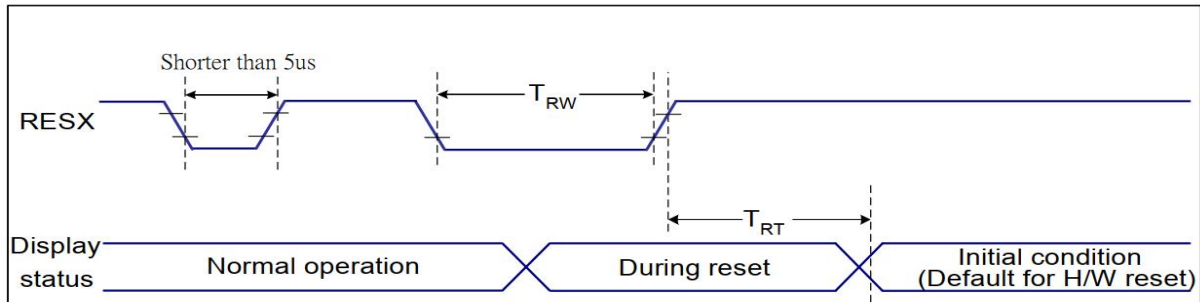 Shorter than 5us
RESX
TRW
TRT
Display
status
Normal operation
During reset
Initial condition
(Default for H/W reset)